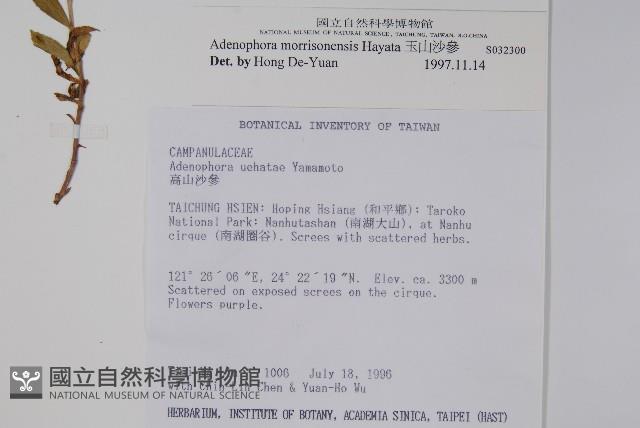 國立自然科學博物館
NATIONAL MUSEUM OF NATURAL SCIENCE, TAICHUNG, TAIWAN, R.O.CHINA
Adenophora morrisonensis Hayata 玉山沙參 S032300
Det. by Hong De-Yuan 1997.11.14
BOTANICAL INVENTORY OF TAIWAN
CAMPANULACEAE
Adenophora uehatae Yamamoto
高山沙參
TAICHUNG HSIEN: Hoping Hsiang (和平鄉): Taroko
National Park: Nanhutashan (南湖大山), at Nanhu
cirque (南湖圈谷). Screes with scattered herbs.
121° 26´06 ″E, 24° 22´19 ″N. Elev. ca. 3300 m
Scattered on exposed screes on the cirque.
Flowers purple.
1006 July 18, 1996
with Chih-Lin Chen & Yuan-Ho Wu
HERBARIUM, INSTITUTE OF BOTANY, ACADEMIA SINICA, TAIPEI (HAST)
國立自然科學博物館
NATIONAL MUSEUM OF NATURAL SCIENCE